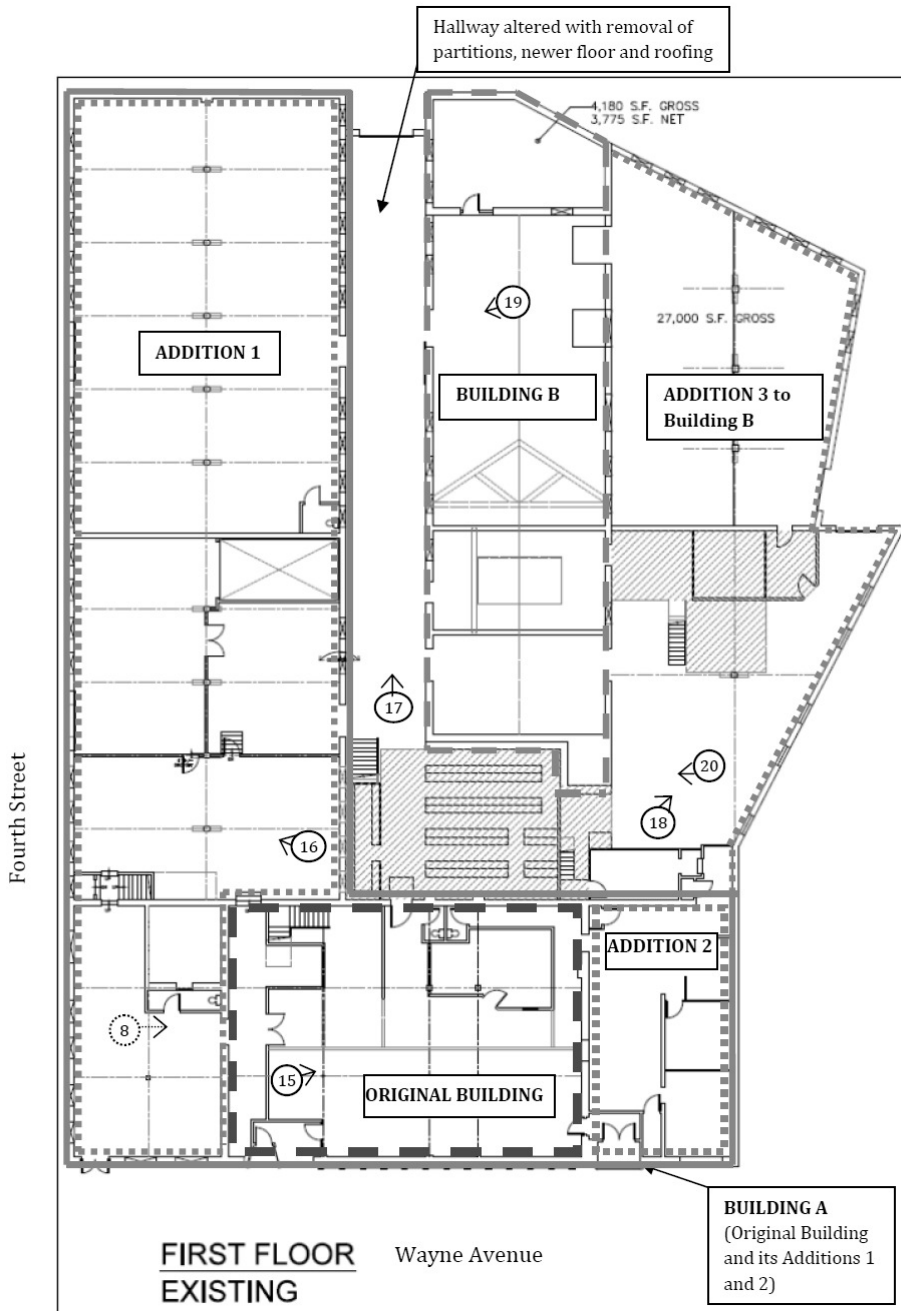 Hallway altered with removal of
partitions, newer floor and roofing
4,180 S.F. GROSS
3,775 S.F. NET
19
27,000 S.F. GROSS
ADDITION 1
BUILDING B
ADDITION 3 to
Building B
17
20
18
16
Fourth Street
ADDITION 2
8
15
ORIGINAL BUILDING
BUILDING A
(Original Building
and its Additions 1
and 2)
FIRST FLOOR
EXISTING
Wayne Avenue